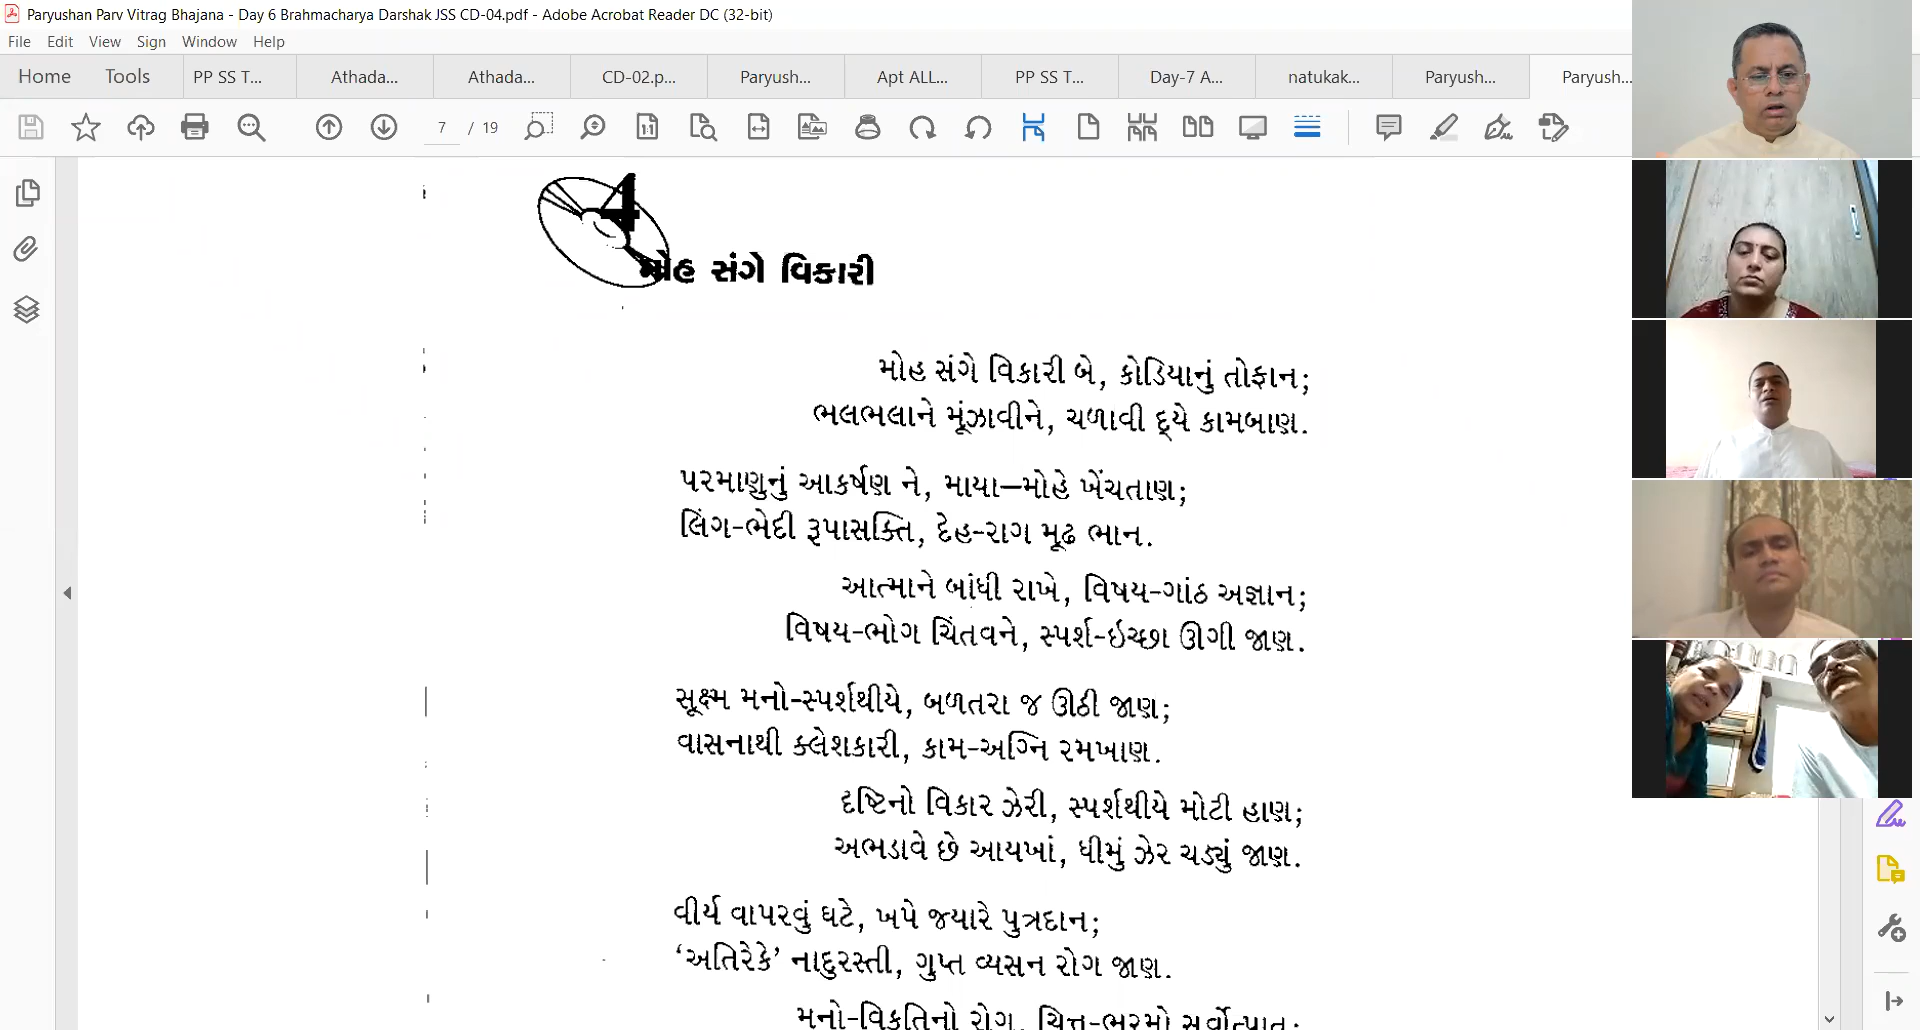 Paryushan Parv Vitrag Bhajana - Day 6 Brahmacharya Darshak JSS CD-04.pdf - Adobe Acrobat Reader DC (32-bit)
File Edit View Sign Window Help
Home Tools PP SS T... Athada... Athada... CD-02.p... Paryush... Apt ALL... PP SS T... Day-7 A... natukak... Paryush... Paryush...
7 / 19
4
મોહ સંગે વિકારી
મોહ સંગે વિકારી બે, કોડિયાનું તોફાન;
ભલભલાને મૂંઝાવીને, ચળાવી દ્‌યે કામબાણ.
પરમાણુનું આકર્ષણ ને, માયા–મોહે ખેંચતાણ;
લિંગ-ભેદી રૂપાસક્તિ, દેહ-રાગ મૂઢ ભાન.
આત્માને બાંધી રાખે, વિષય-ગાંઠ અજ્ઞાન;
વિષય-ભોગ ચિંતવને, સ્પર્શ-ઇચ્છા ઊગી જાણ.
સૂક્ષ્મ મનો-સ્પર્શથીયે, બળતરા જ ઊઠી જાણ;
વાસનાથી ક્લેશકારી, કામ-અગ્નિ રમખાણ.
દૃષ્ટિનો વિકાર ઝેરી, સ્પર્શથીયે મોટી હાણ;
અભડાવે છે આયખાં, ધીમું ઝેર ચડ્યું જાણ.
વીર્ય વાપરવું ઘટે, ખપે જ્યારે પુત્રદાન;
‘અતિરેકે’ નાદુરસ્તી, ગુપ્ત વ્યસન રોગ જાણ.
મનો-વિકૃતિનો રોગ, ચિત્ત-ભરમો સર્વોત્પાત;